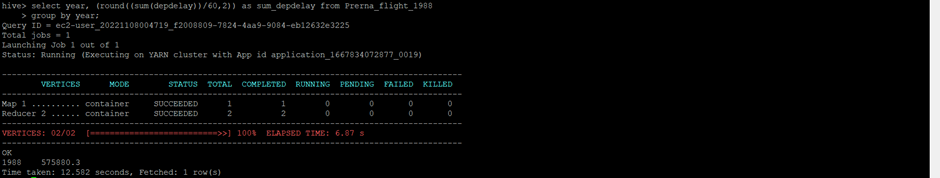 hive> select year, (round((sum(depdelay))/60,2)) as sum_depdelay from Prerna_flight_1988
    > group by year;
Query ID = ec2-user_20221108004719_f2008809-7824-4aa9-9084-eb12632e3225
Total jobs = 1
Launching Job 1 out of 1
Status: Running (Executing on YARN cluster with App id application_1667834072877_0019)
----------------------------------------------------------------------------------------------
        VERTICES      MODE        STATUS  TOTAL  COMPLETED  RUNNING  PENDING  FAILED  KILLED
----------------------------------------------------------------------------------------------
Map 1 .......... container     SUCCEEDED      1          1        0        0       0       0
Reducer 2 ...... container     SUCCEEDED      2          2        0        0       0       0
----------------------------------------------------------------------------------------------
VERTICES: 02/02  [==========================>>] 100%  ELAPSED TIME: 6.87 s
----------------------------------------------------------------------------------------------
OK
1988    575880.3
Time taken: 12.582 seconds, Fetched: 1 row(s)